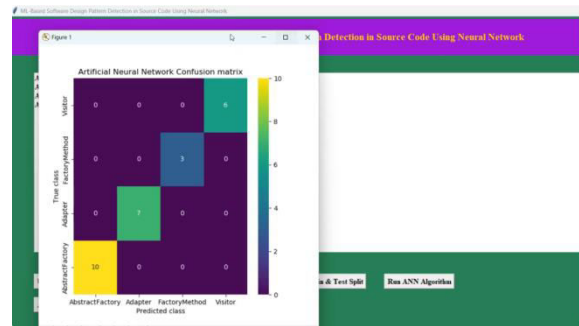 ML-Based Software Design Pattern Detection in Source Code Using Neural Network
Figure 1
Detection in Source Code Using Neural Network
Artificial Neural Network Confusion matrix
True class
Visitor
FactoryMethod
Adapter
AbstractFactory
0 0 0 6
0 0 3 0
0 7 0 0
10 0 0 0
AbstractFactory Adapter FactoryMethod Visitor
Predicted class
10
8
6
4
2
0
& Test Split
Run ANN Algorithm